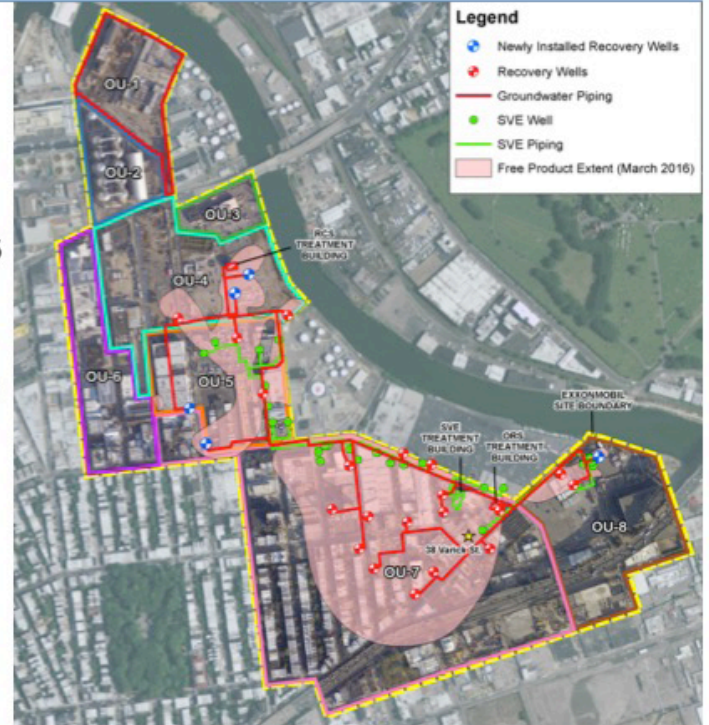 Legend
Newly Installed Recovery Wells
Recovery Wells
Groundwater Piping
SVE Well
SVE Piping
Free Product Extent (March 2016)
OU-1
OU-2
OU-3
RCS
TREATMENT
BUILDING
OU-4
OU-6
OU-5
EXXONMOBIL
SITE BOUNDARY
SVE
TREATMENT
BUILDING
ORS
TREATMENT
BUILDING
OU-8
38 Varick St.
OU-7